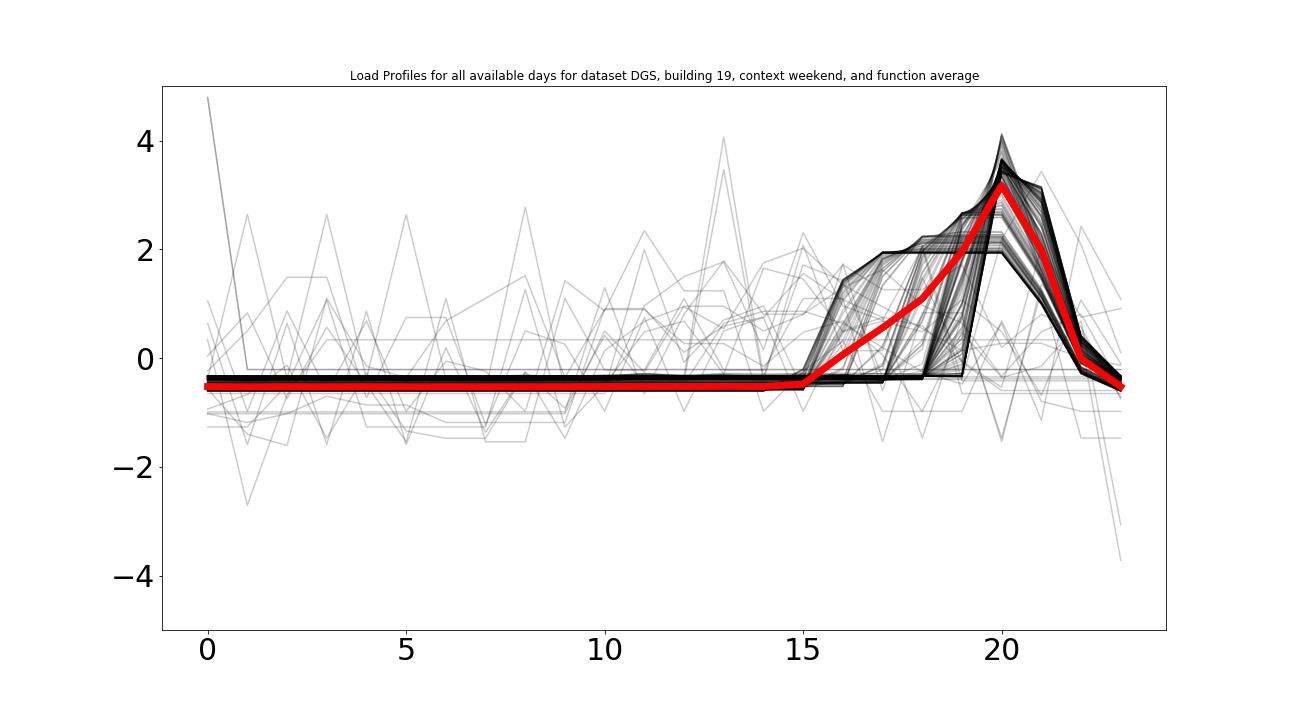 Load Profiles for all available days for dataset DGS, building 19, context weekend, and function average
4
2
0
−2
−4
0 5 10 15 20